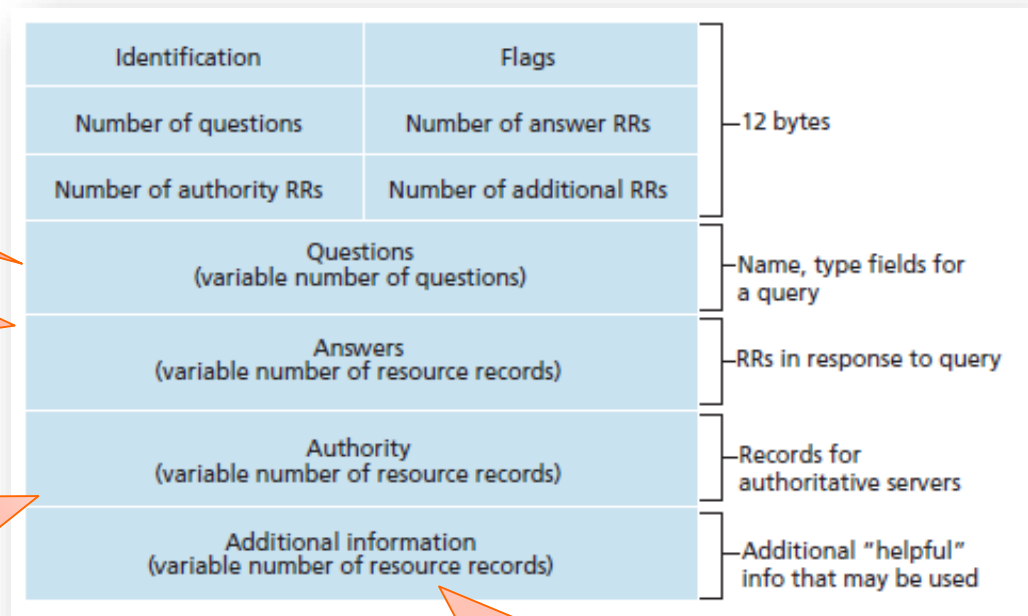 Identification
Flags
Number of questions
Number of answer RRs
12 bytes
Number of authority RRs
Number of additional RRs
Questions
(variable number of questions)
Name, type fields for
a query
Answers
(variable number of resource records)
RRs in response to query
Authority
(variable number of resource records)
Records for
authoritative servers
Additional information
(variable number of resource records)
Additional “helpful”
info that may be used